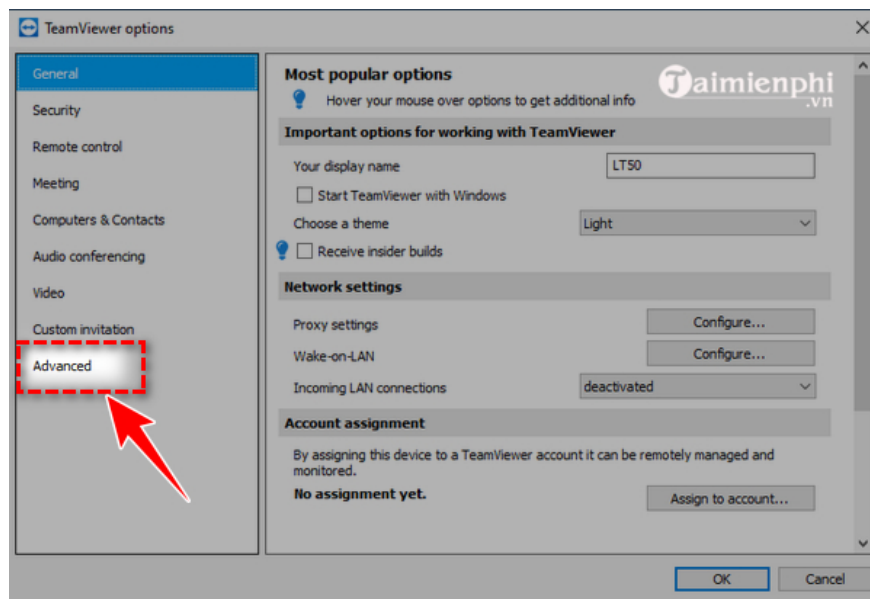 TeamViewer options
General
Security
Remote control
Meeting
Computers & Contacts
Audio conferencing
Video
Custom invitation
Advanced
Most popular options
Hover your mouse over options to get additional info
Taimienphi
.vn
Important options for working with TeamViewer
Your display name LT50
Start TeamViewer with Windows
Choose a theme Light
Receive insider builds
Network settings
Proxy settings Configure...
Wake-on-LAN Configure...
Incoming LAN connections deactivated
Account assignment
By assigning this device to a TeamViewer account it can be remotely managed and
monitored.
No assignment yet. Assign to account...
OK Cancel